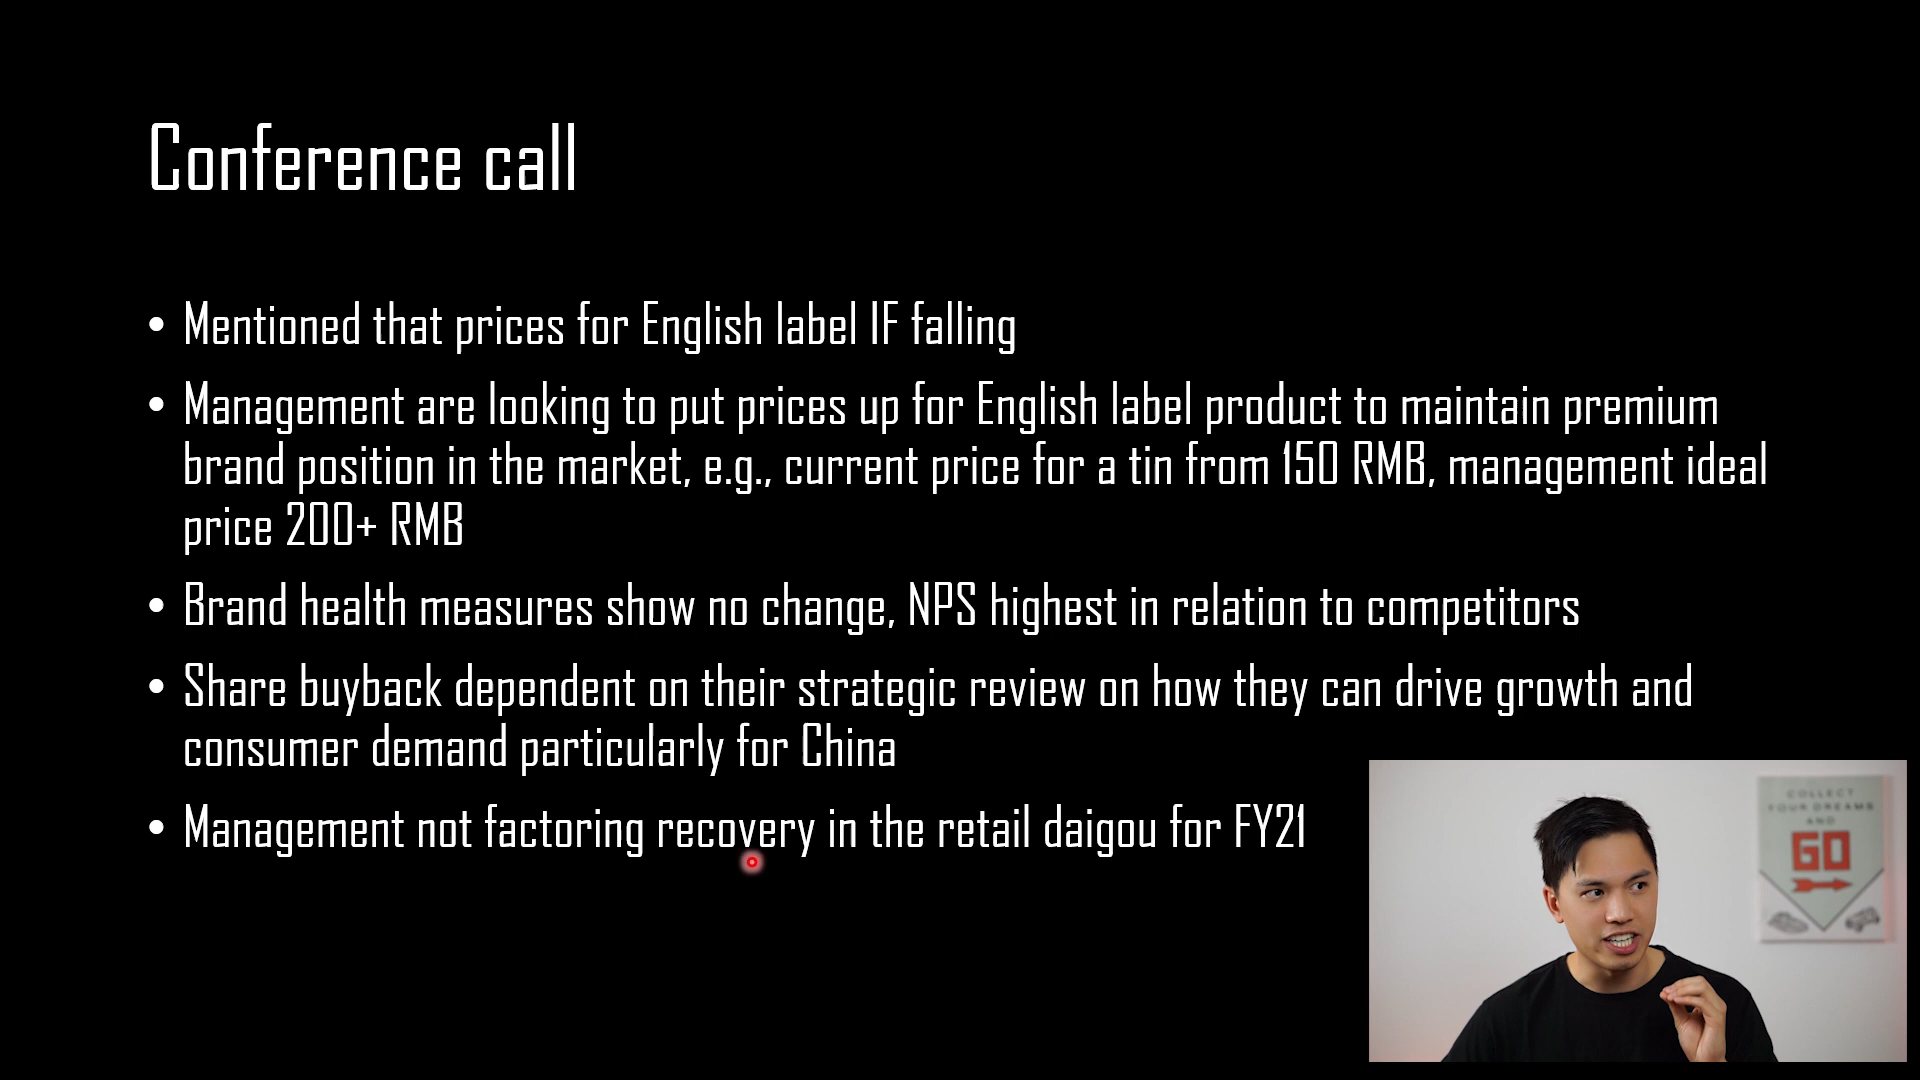 Conference call
• Mentioned that prices for English label IF falling
• Management are looking to put prices up for English label product to maintain premium
brand position in the market, e.g., current price for a tin from 150 RMB, management ideal
price 200+ RMB
• Brand health measures show no change, NPS highest in relation to competitors
• Share buyback dependent on their strategic review on how they can drive growth and
consumer demand particularly for China
• Management not factoring recovery in the retail daigou for FY21
COLLECT
YOUR DREAMS
AND
GO